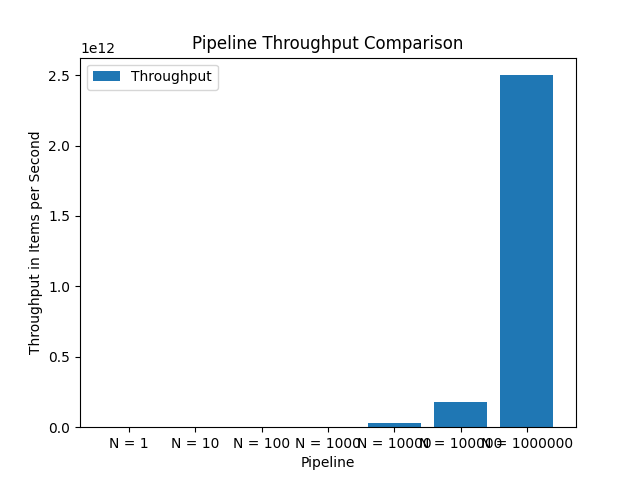 Pipeline Throughput Comparison
1e12
Throughput
2.5
2.0
1.5
1.0
0.5
0.0
Throughput in Items per Second
N = 1
N = 10
N = 100
N = 1000
N = 10000
N = 100000
N = 1000000
Pipeline